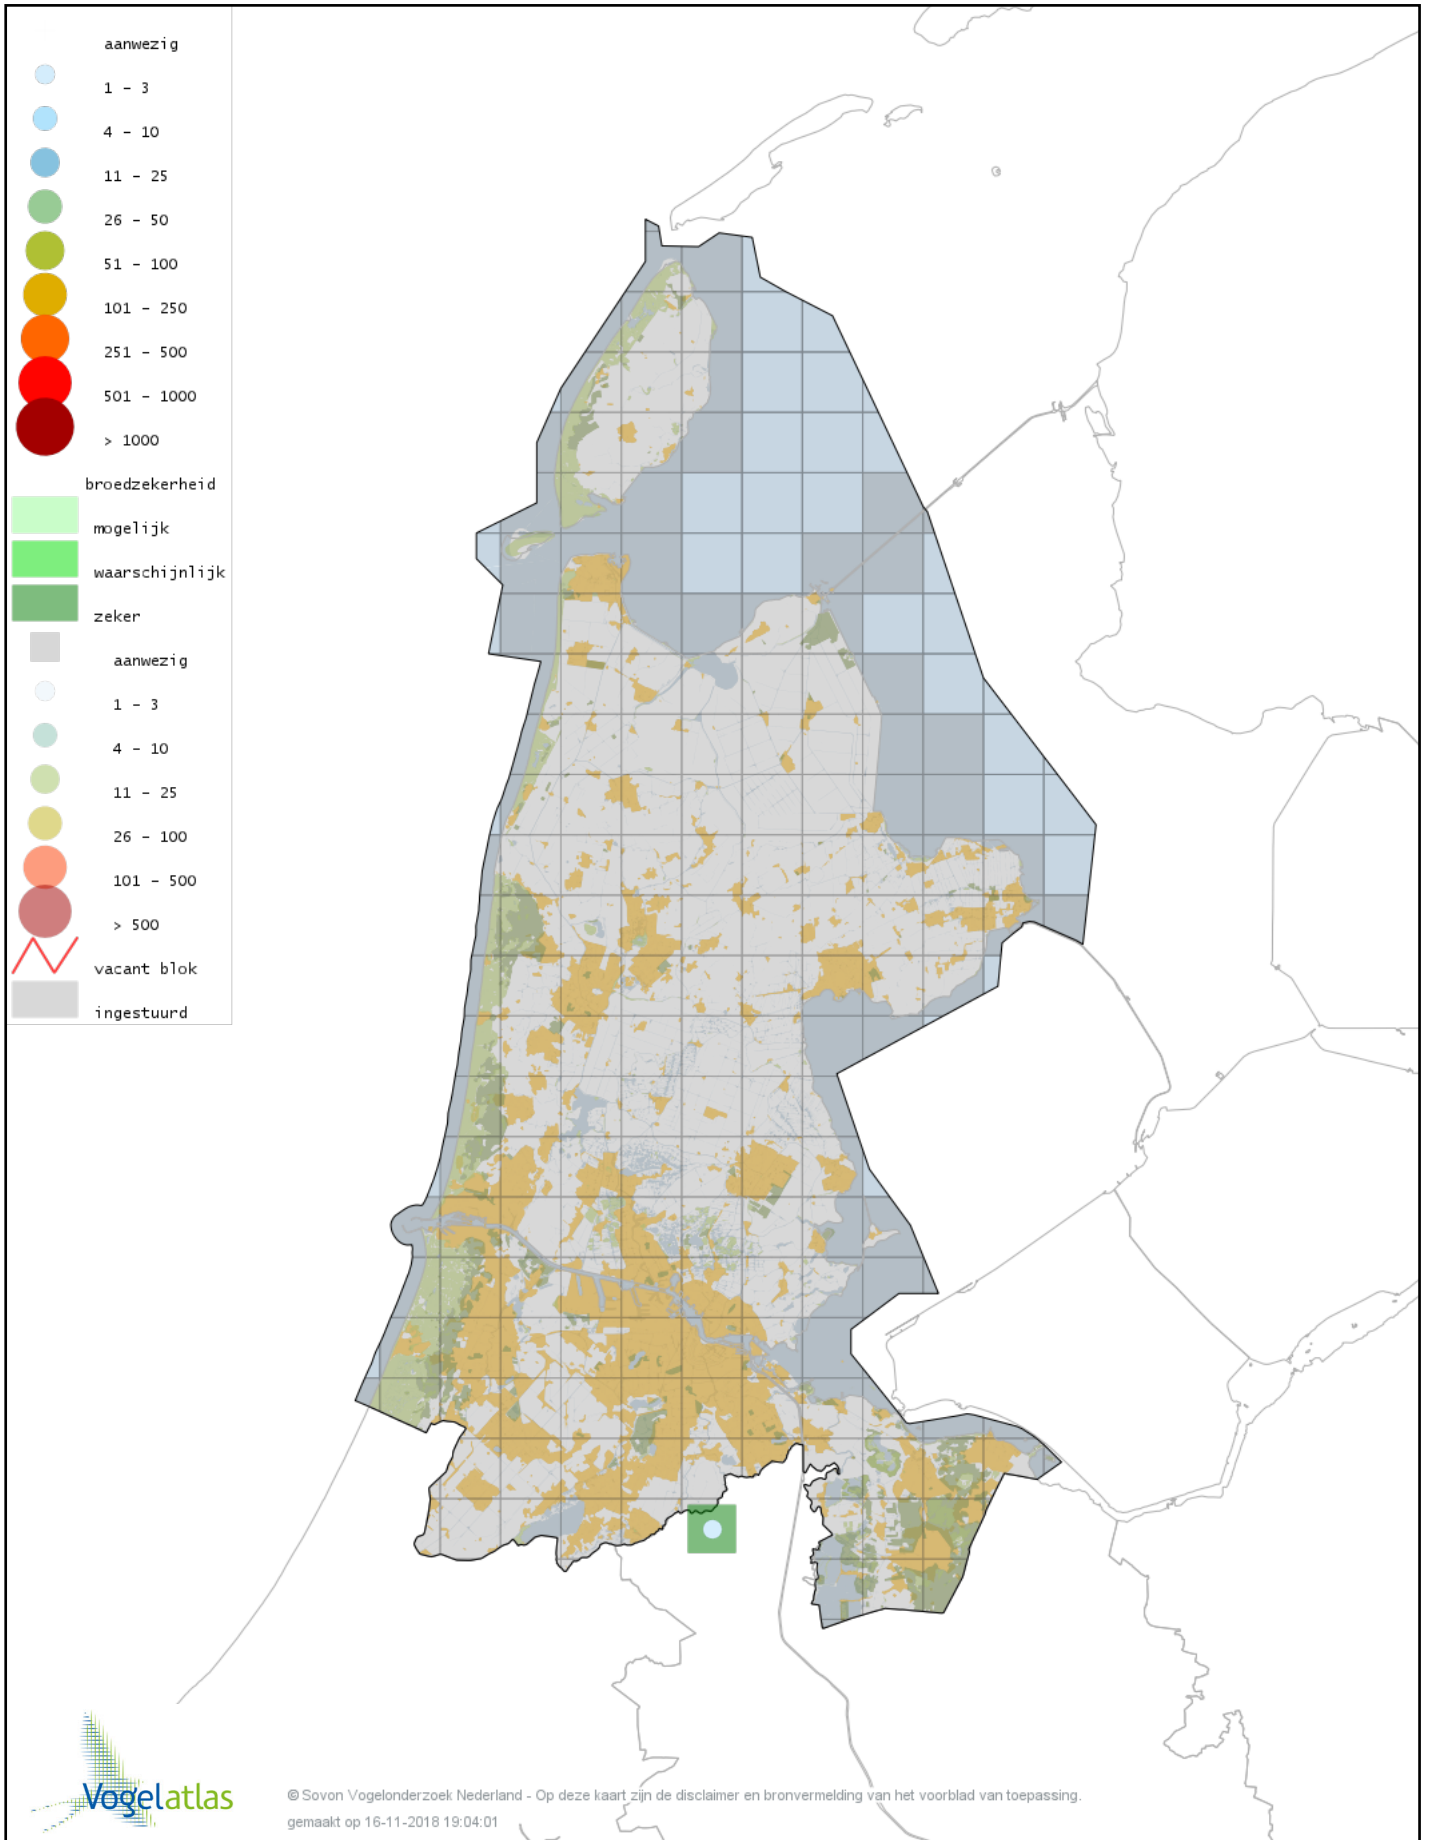 aanwezig
1 - 3
4 - 10
11 - 25
26 - 50
51 - 100
101 - 250
251 - 500
501 - 1000
> 1000
broedzekerheid
mogelijk
waarschijnlijk
zeker
aanwezig
1 - 3
4 - 10
11 - 25
26 - 100
101 - 500
> 500
vacant blok
ingestuurd
Vogelatlas
© Sovon Vogelonderzoek Nederland - Op deze kaart zijn de disclaimer en bronvermelding van het voorblad van toepassing.
gemaakt op 16-11-2018 19:04:01